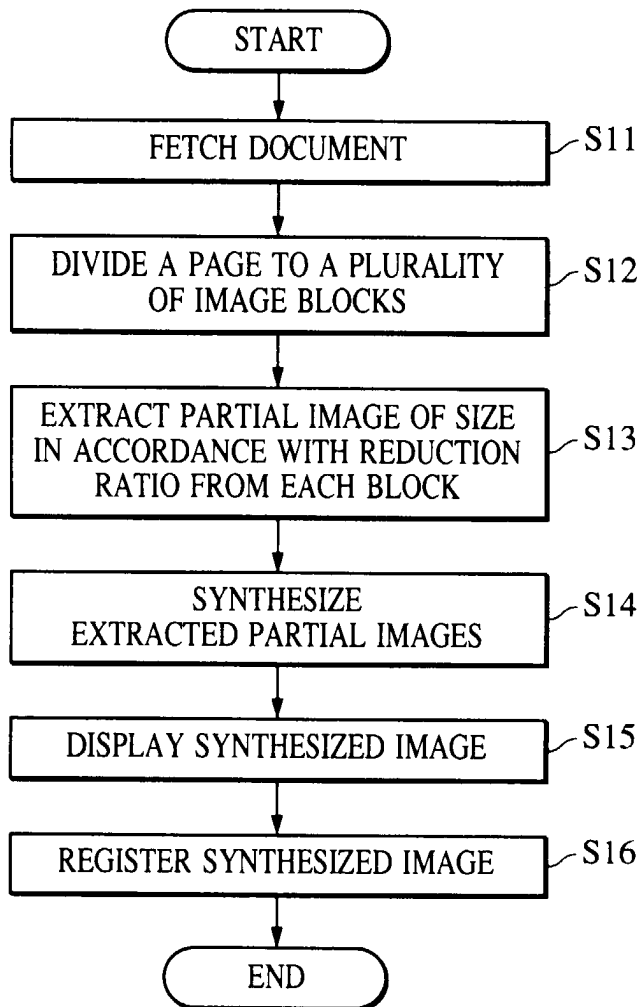 START
FETCH DOCUMENT
S11
DIVIDE A PAGE TO A PLURALITY
OF IMAGE BLOCKS
S12
EXTRACT PARTIAL IMAGE OF SIZE
IN ACCORDANCE WITH REDUCTION
RATIO FROM EACH BLOCK
S13
SYNTHESIZE
EXTRACTED PARTIAL IMAGES
S14
DISPLAY SYNTHESIZED IMAGE
S15
REGISTER SYNTHESIZED IMAGE
S16
END